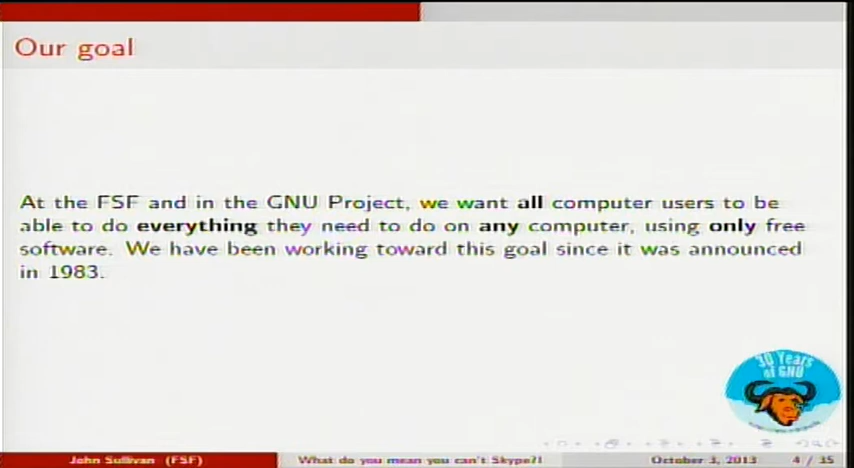 Our goal
At the FSF and in the GNU Project, we want all computer users to be
able to do everything they need to do on any computer, using only free
software. We have been working toward this goal since it was announced
in 1983.
30 Years
of GNU
John Sullivan (FSF)
What do you mean you can't Skype?!
October 3, 2013
4 / 35